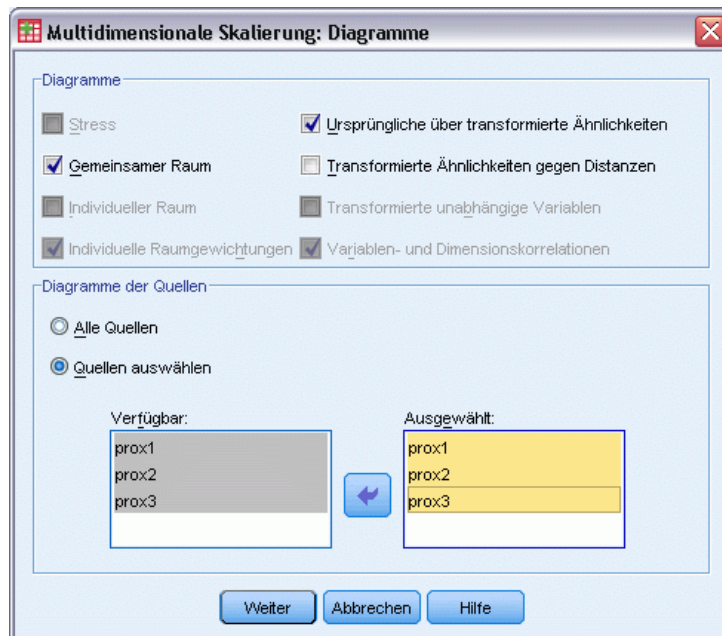 Multidimensionale Skalierung: Diagramme
Diagramme
Stress
Ursprüngliche über transformierte Ähnlichkeiten
Gemeinsamer Raum
Transformierte Ähnlichkeiten gegen Distanzen
Individueller Raum
Transformierte unabhängige Variablen
Individuelle Raumgewichtungen
Variablen- und Dimensionskorrelationen
Diagramme der Quellen
Alle Quellen
Quellen auswählen
Verfügbar:
prox1
prox2
prox3
Ausgewählt:
prox1
prox2
prox3
Weiter
Abbrechen
Hilfe